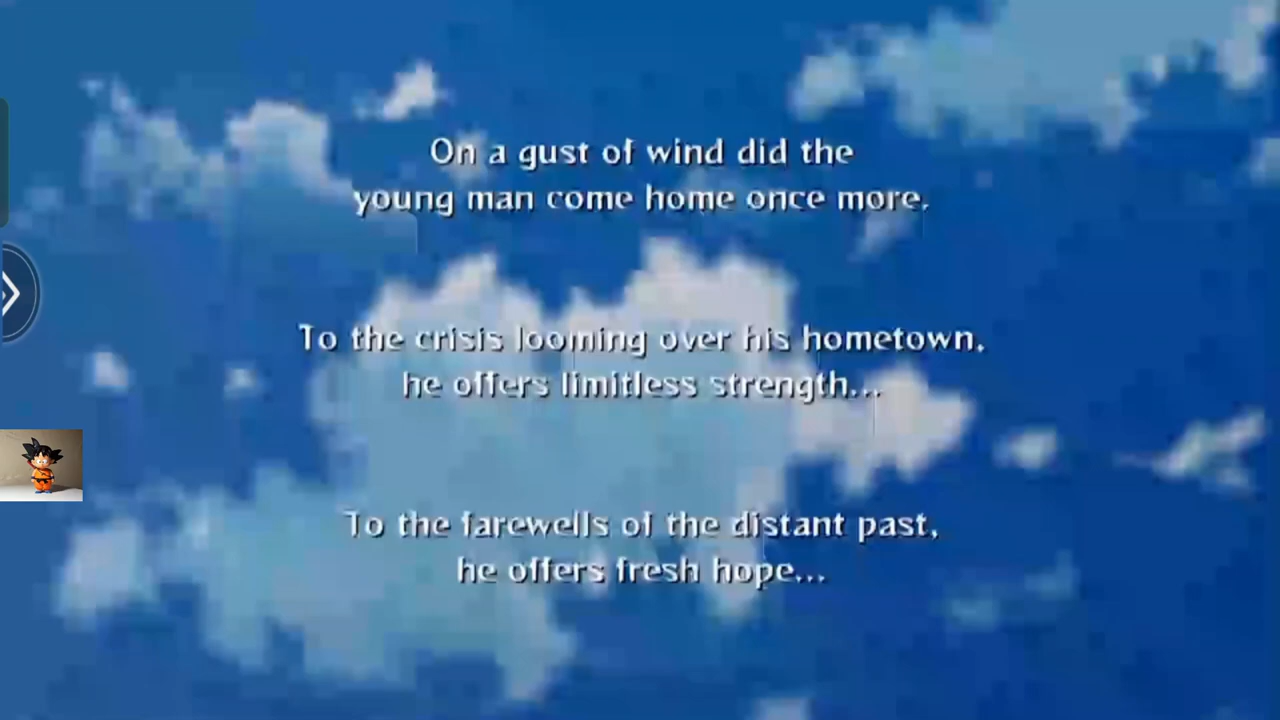 On a gust of wind did the
young man come home once more.
To the crisis looming over his hometown,
he offers limitless strength...
To the farewells of the distant past,
he offers fresh hope...